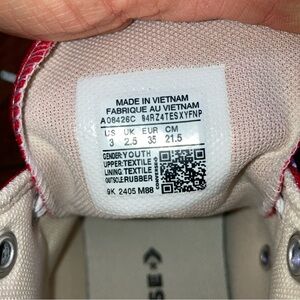 MADE IN VIETNAM
FABRIQUE AU VIETNAM
A08426C 94RZ4TESXYFNP
US UK EUR CM
3 2.5 35 21.5
GENDER:YOUTH
UPPER:TEXTILE
LINING:TEXTILE
OUTSOLE:RUBBER
CONVERSE®
9K 2405 M88